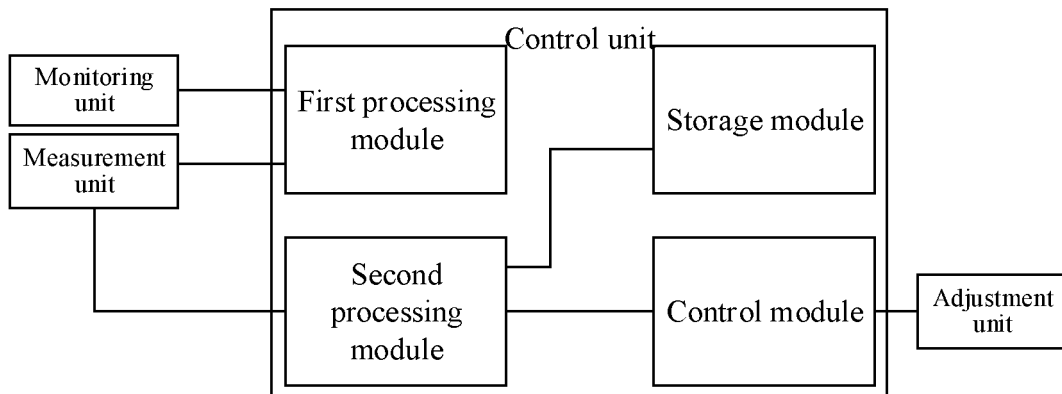 Control unit
Monitoring
unit
First processing
module
Storage module
Measurement
unit
Second
processing
module
Control module
Adjustment
unit